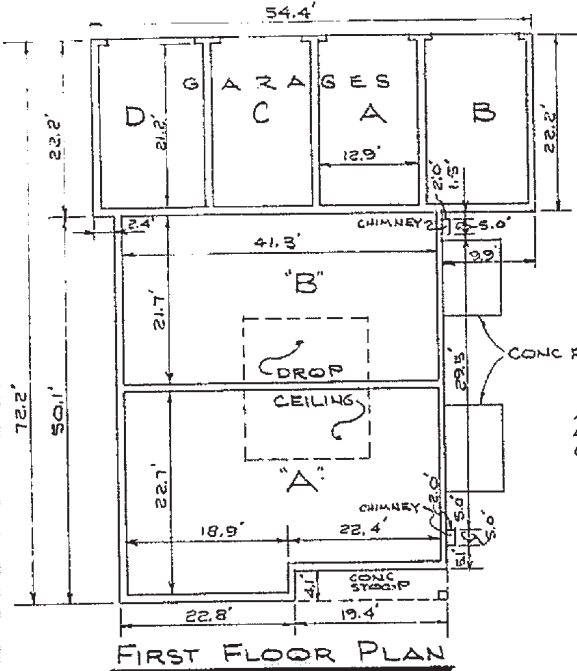 54.4'
GARAGES
D C A B
22.2'
21.2'
12.9'
22.2'
2.0'
1.5'
CHIMNEY
5.0'
2.4'
41.3'
9.9'
"B"
21.7'
DROP
CEILING
CONC
29.5'
72.2'
50.1'
"A"
22.7'
18.9'
22.4'
CHIMNEY
2.0'
5.0'
5.0'
5.1'
4.1'
CONC
STOOP
22.8'
19.4'
FIRST FLOOR PLAN